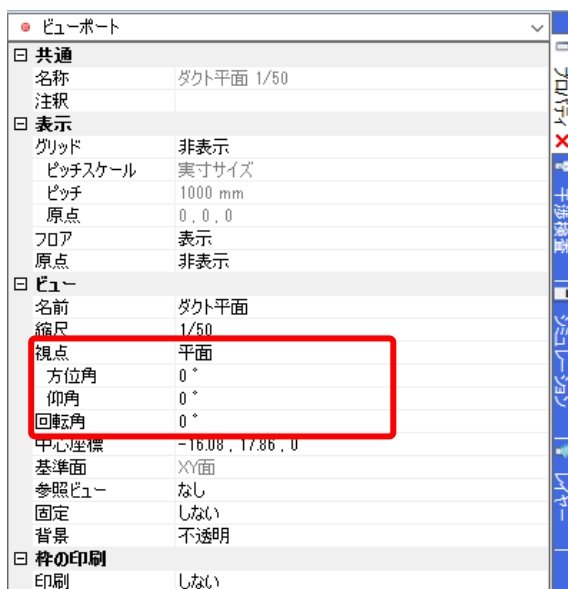 ビューポート
共通
名称 ダクト平面 1/50
注釈
表示
グリッド 非表示
ピッチスケール 実寸サイズ
ピッチ 1000 mm
原点 0 , 0 , 0
フロア 表示
原点 非表示
ビュー
名前 ダクト平面
縮尺 1/50
視点 平面
方位角 0 °
仰角 0 °
回転角 0 °
中心座標 -16.08 , 17.86 , 0
基準面 XY面
参照ビュー なし
固定 しない
背景 不透明
枠の印刷
印刷 しない
プロパティ
干渉検査
シミュレーション
レイヤー